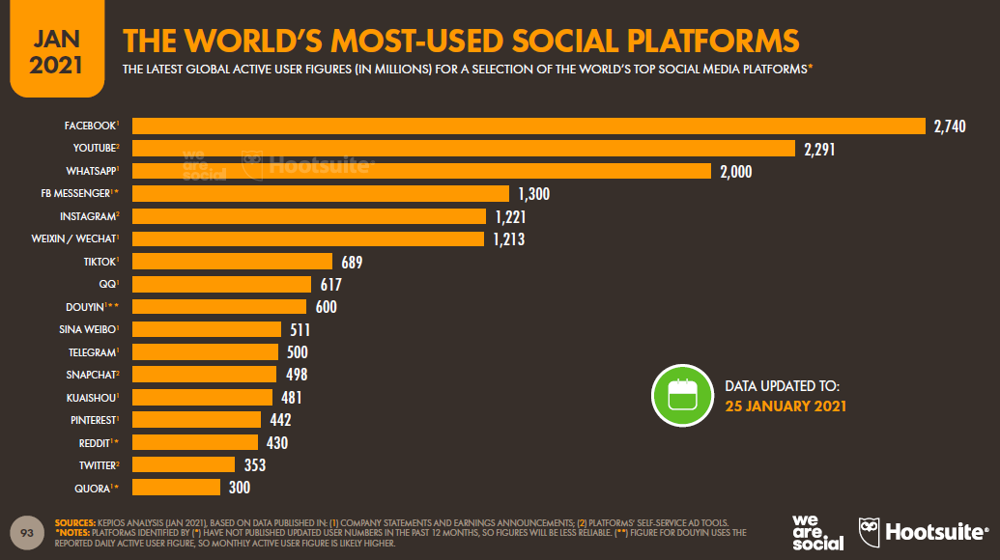 JAN
2021
THE WORLD'S MOST-USED SOCIAL PLATFORMS
THE LATEST GLOBAL ACTIVE USER FIGURES (IN MILLIONS) FOR A SELECTION OF THE WORLD'S TOP SOCIAL MEDIA PLATFORMS*
FACEBOOK¹ 2,740
YOUTUBE² 2,291
WHATSAPP¹ 2,000
we are social Hootsuite®
FB MESSENGER¹* 1,300
INSTAGRAM² 1,221
WEIXIN / WECHAT¹ 1,213
TIKTOK¹ 689
QQ¹ 617
DOUYIN¹** 600
SINA WEIBO¹ 511
TELEGRAM¹ 500
SNAPCHAT² 498
KUAISHOU¹ 481
PINTEREST¹ 442
REDDIT¹* 430
TWITTER² 353
QUORA¹* 300
DATA UPDATED TO:
25 JANUARY 2021
93
SOURCES: KEPIOS ANALYSIS (JAN 2021), BASED ON DATA PUBLISHED IN: (1) COMPANY STATEMENTS AND EARNINGS ANNOUNCEMENTS; (2) PLATFORMS' SELF-SERVICE AD TOOLS.
*NOTES: PLATFORMS IDENTIFIED BY (*) HAVE NOT PUBLISHED UPDATED USER NUMBERS IN THE PAST 12 MONTHS, SO FIGURES WILL BE LESS RELIABLE. (**) FIGURE FOR DOUYIN USES THE
REPORTED DAILY ACTIVE USER FIGURE, SO MONTHLY ACTIVE USER FIGURE IS LIKELY HIGHER.
we
are
social
Hootsuite®